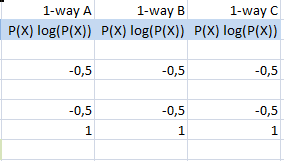 1-way A 1-way B 1-way C
P(X) log(P(X)) P(X) log(P(X)) P(X) log(P(X))
-0,5 -0,5 -0,5
-0,5 -0,5 -0,5
1 1 1